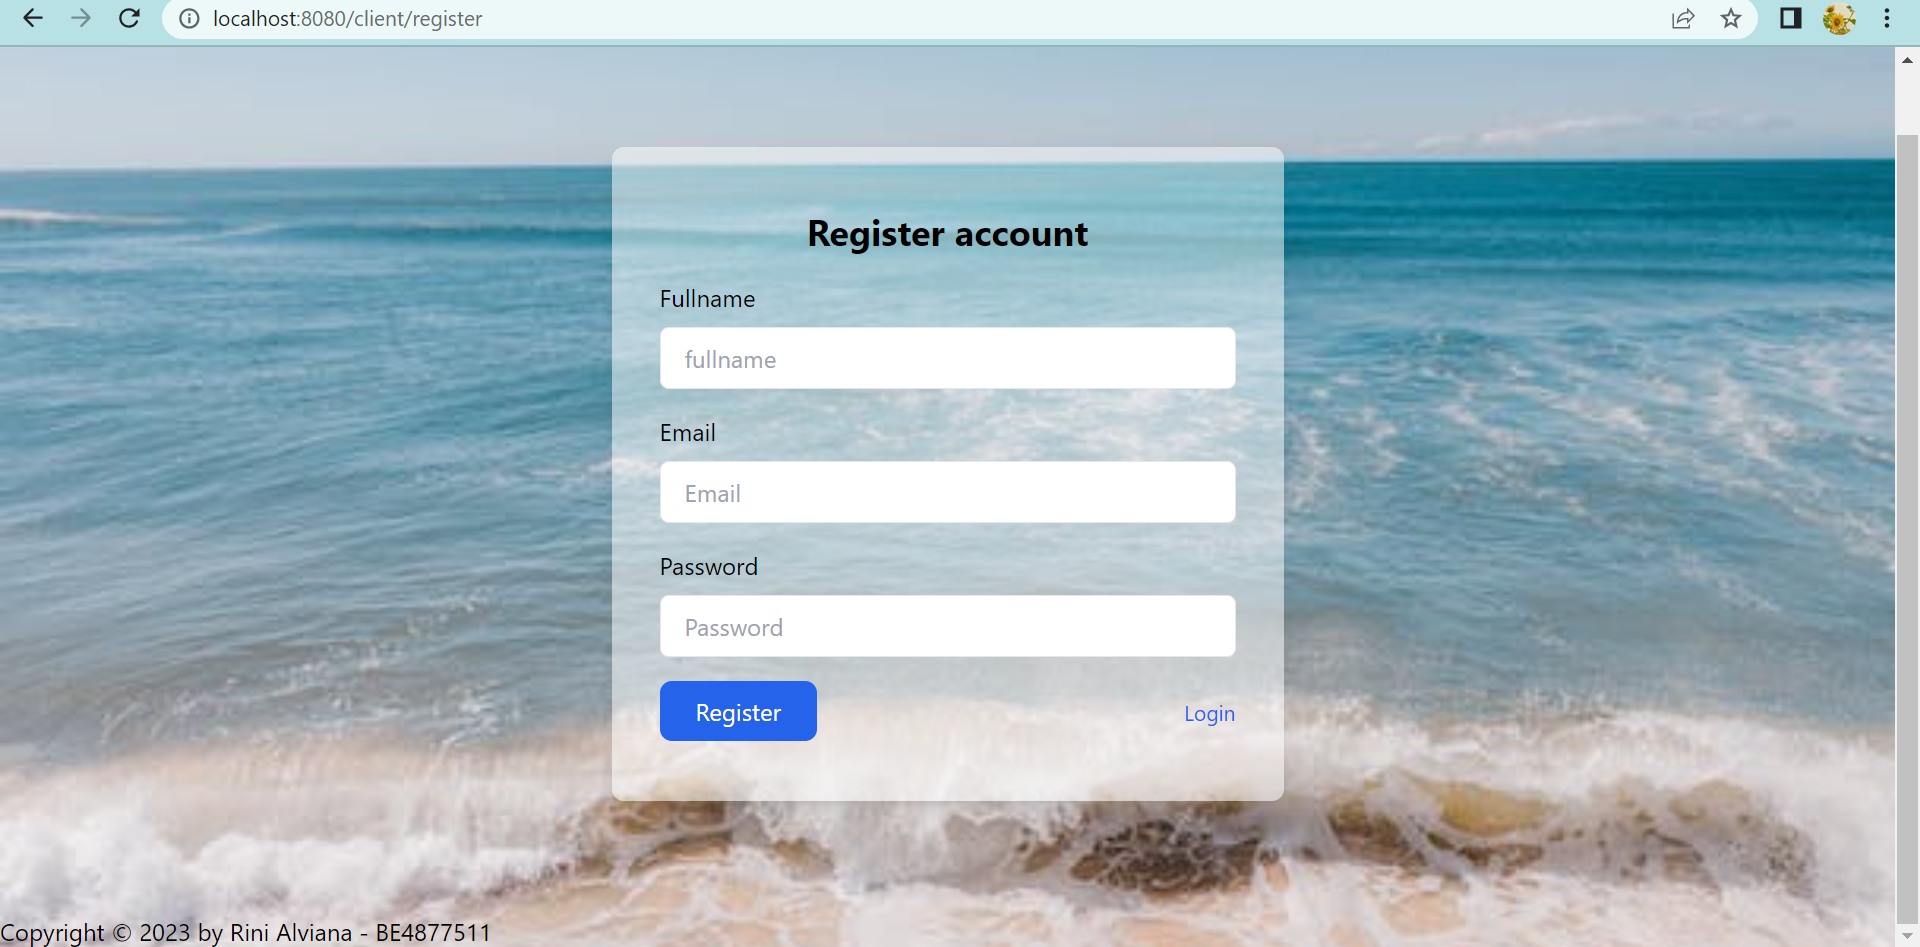 localhost:8080/client/register
Register account
Fullname
fullname
Email
Email
Password
Password
Register
Login
Copyright © 2023 by Rini Alviana - BE4877511